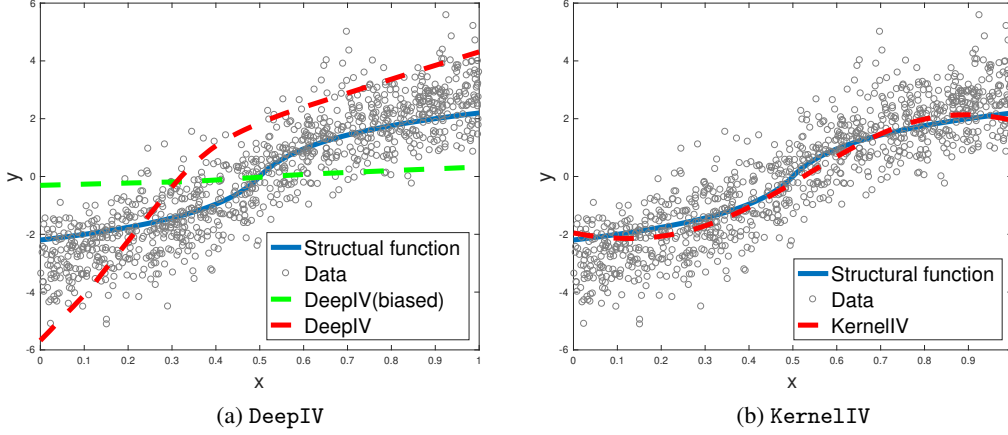 6
4
2
y
0
-2
-4
-6
0 0.1 0.2 0.3 0.4 0.5 0.6 0.7 0.8 0.9 1
x
Structual function
Data
DeepIV(biased)
DeepIV
(a) DeepIV
6
4
2
y
0
-2
-4
-6
0 0.1 0.2 0.3 0.4 0.5 0.6 0.7 0.8 0.9
x
Structural function
Data
KernelIV
(b) KernelIV